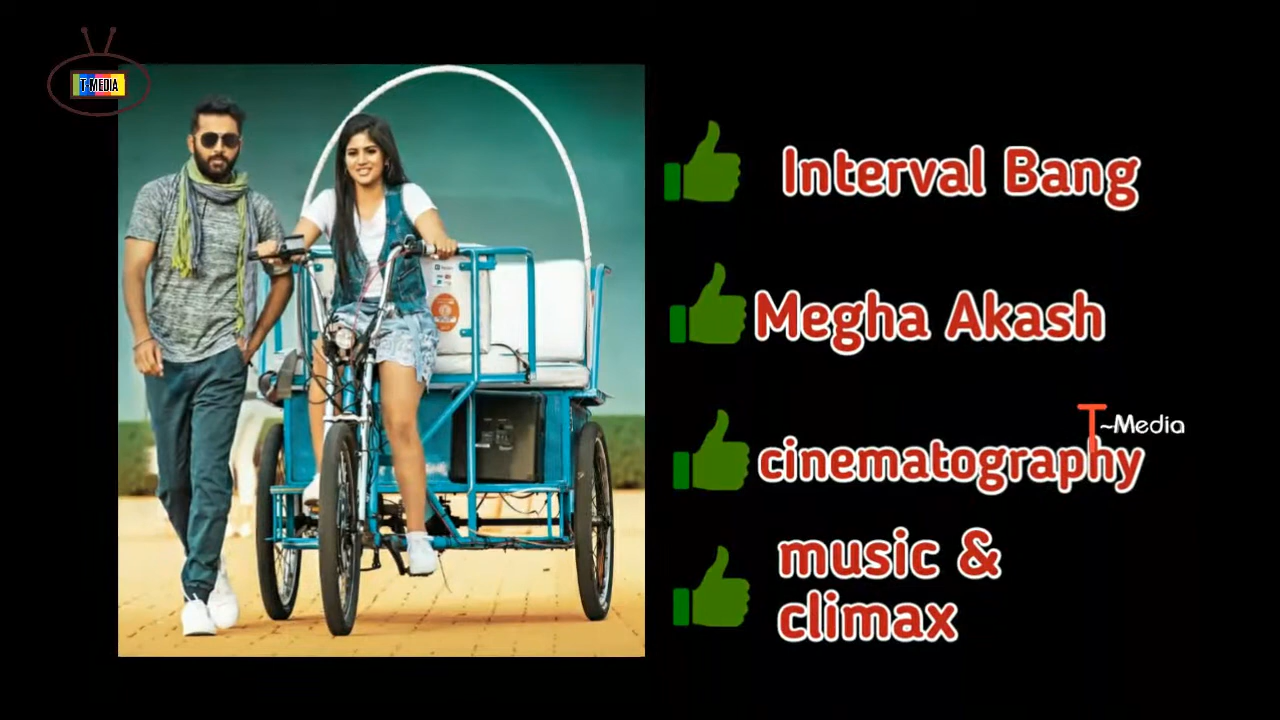 T-MEDIA
Interval Bang
Megha Akash
T~Media
cinematography
music &
climax